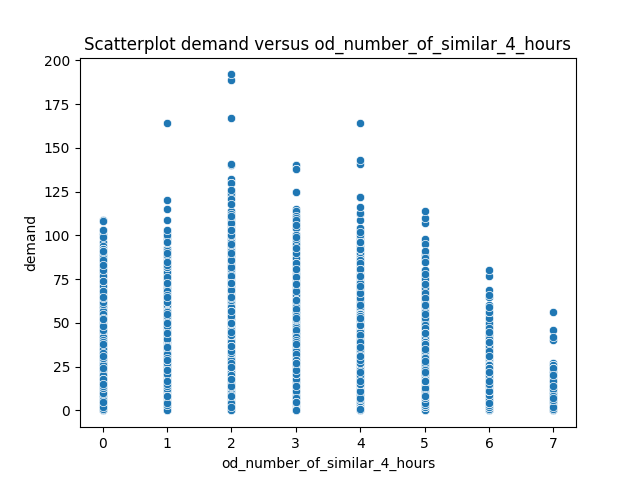 Scatterplot demand versus od_number_of_similar_4_hours
200
175
150
125
100
75
50
25
0
demand
0 1 2 3 4 5 6 7
od_number_of_similar_4_hours